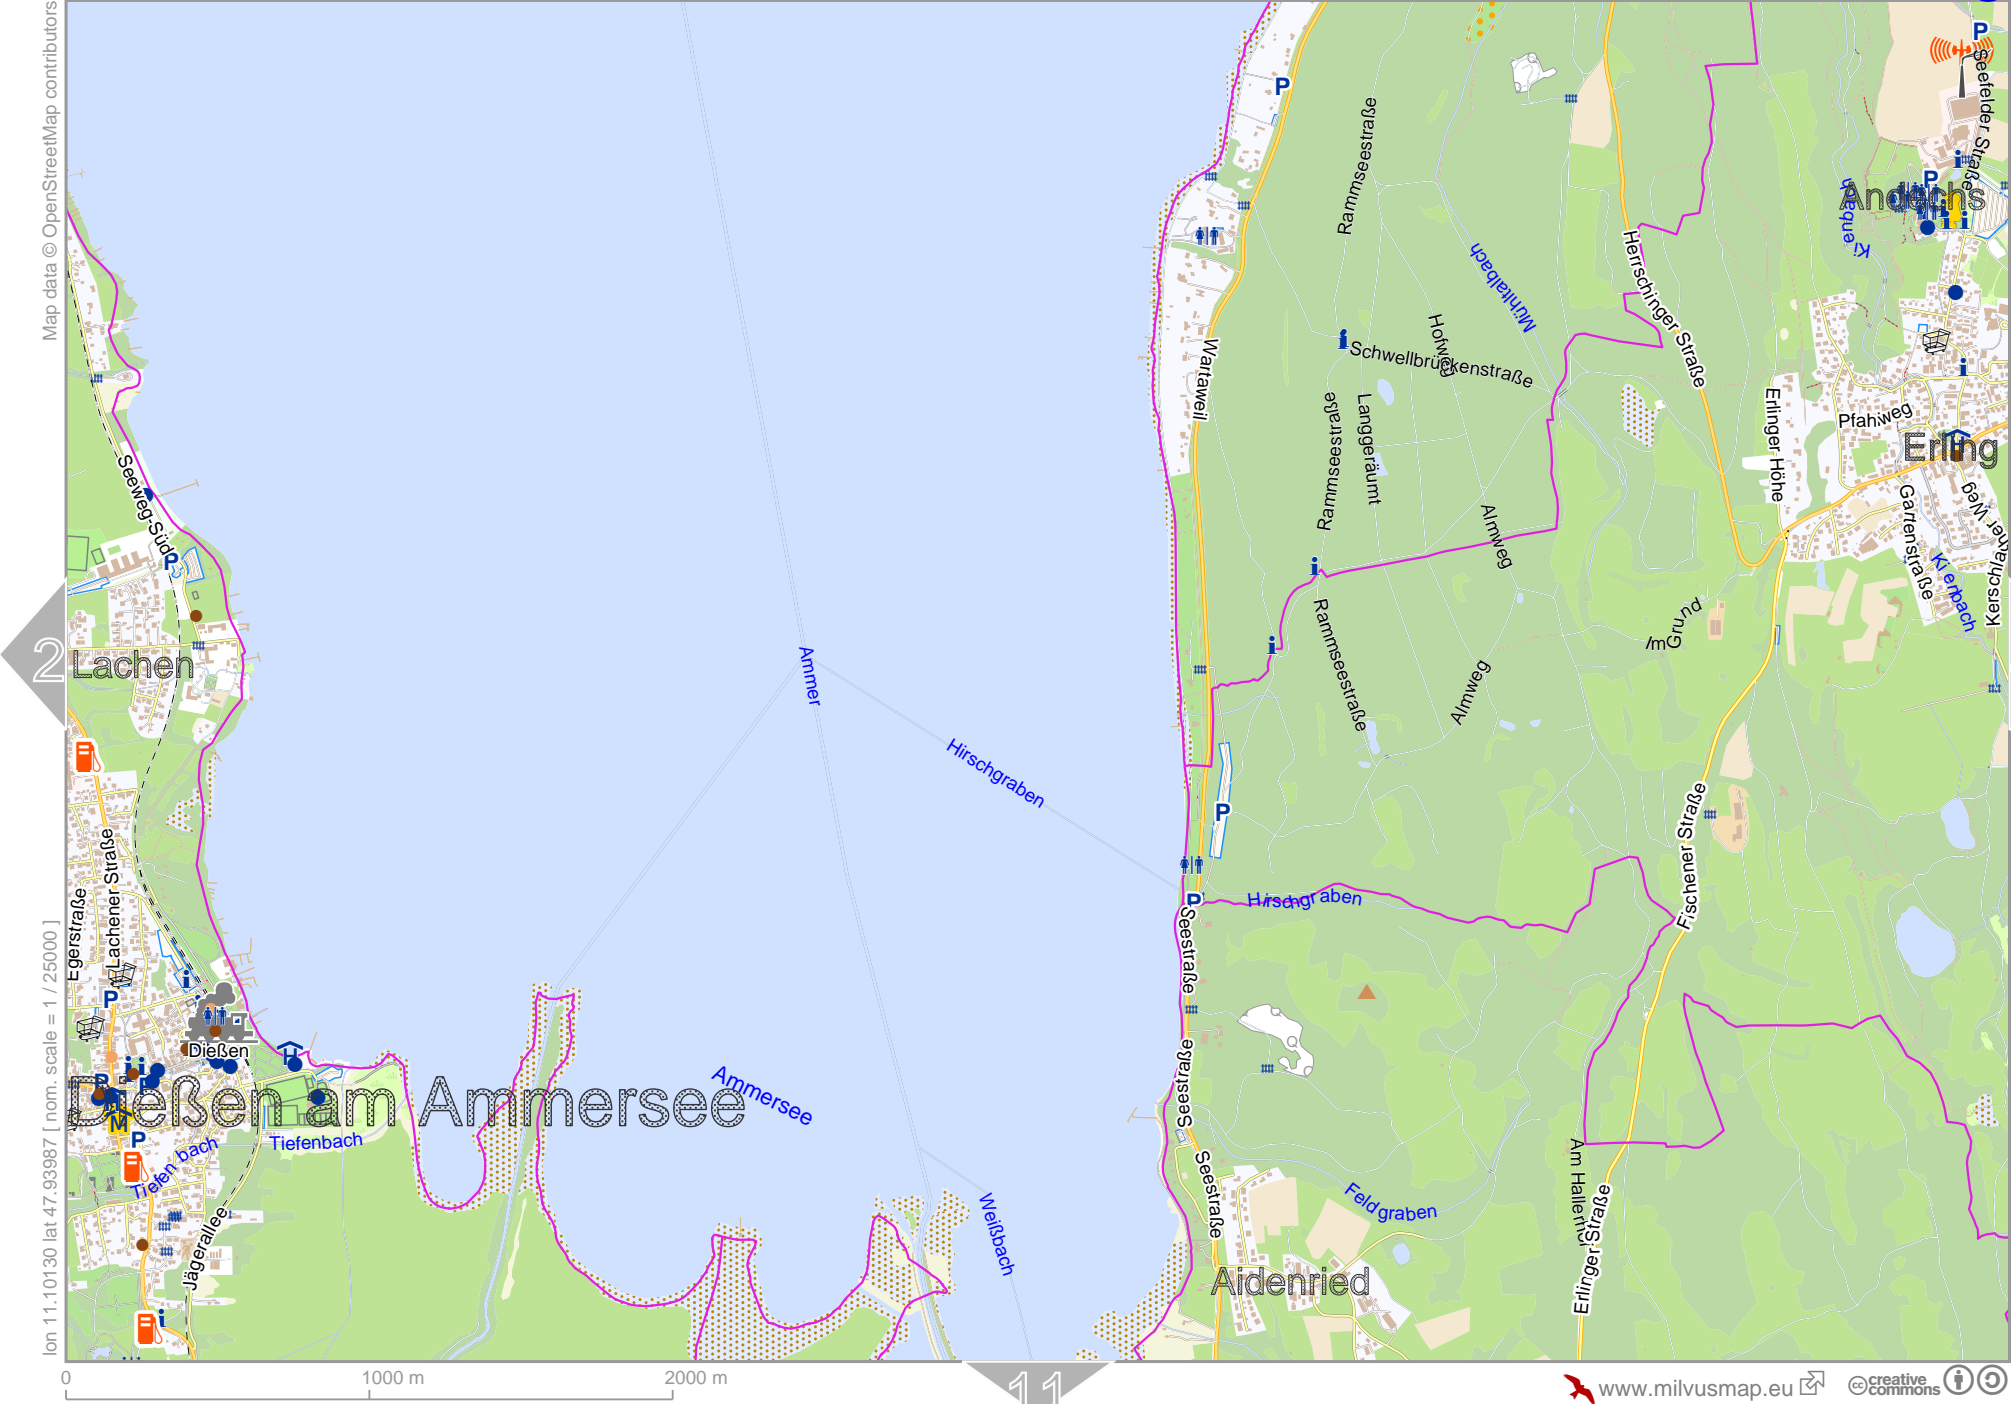 Map data © OpenStreetMap contributors
lon 11.10130 lat 47.93987 [ nom. scale = 1 / 25000 ]
P
P
Seefelder Straße
Rammseestraße
P
Andechs
Kienbach
Mühltalbach
Herrschinger Straße
Wartaweil
Hofweg
Schwellbrückenstraße
Rammseestraße
Langgeräumt
Erlinger Höhe
Pfahlweg
Erling
H
Seeweg-Süd
P
Almweg
Gartenstraße
Kerschlacher Weg
Kienbach
Im Grund
2
Lachen
Ammer
Rammseestraße
Almweg
Hirschgraben
P
Fischener Straße
Lachener Straße
Egerstraße
P
Hirschgraben
Seestraße
P
Dießen
H
Seestraße
Dießen am Ammersee
Ammersee
P
P
M
P
Tiefenbach
Tiefenbach
Am Hallerhof
Seestraße
Feldgraben
Erlinger Straße
Weißbach
Jägerallee
Aidenried
0
1000 m
2000 m
11
www.milvusmap.eu
cc creative commons